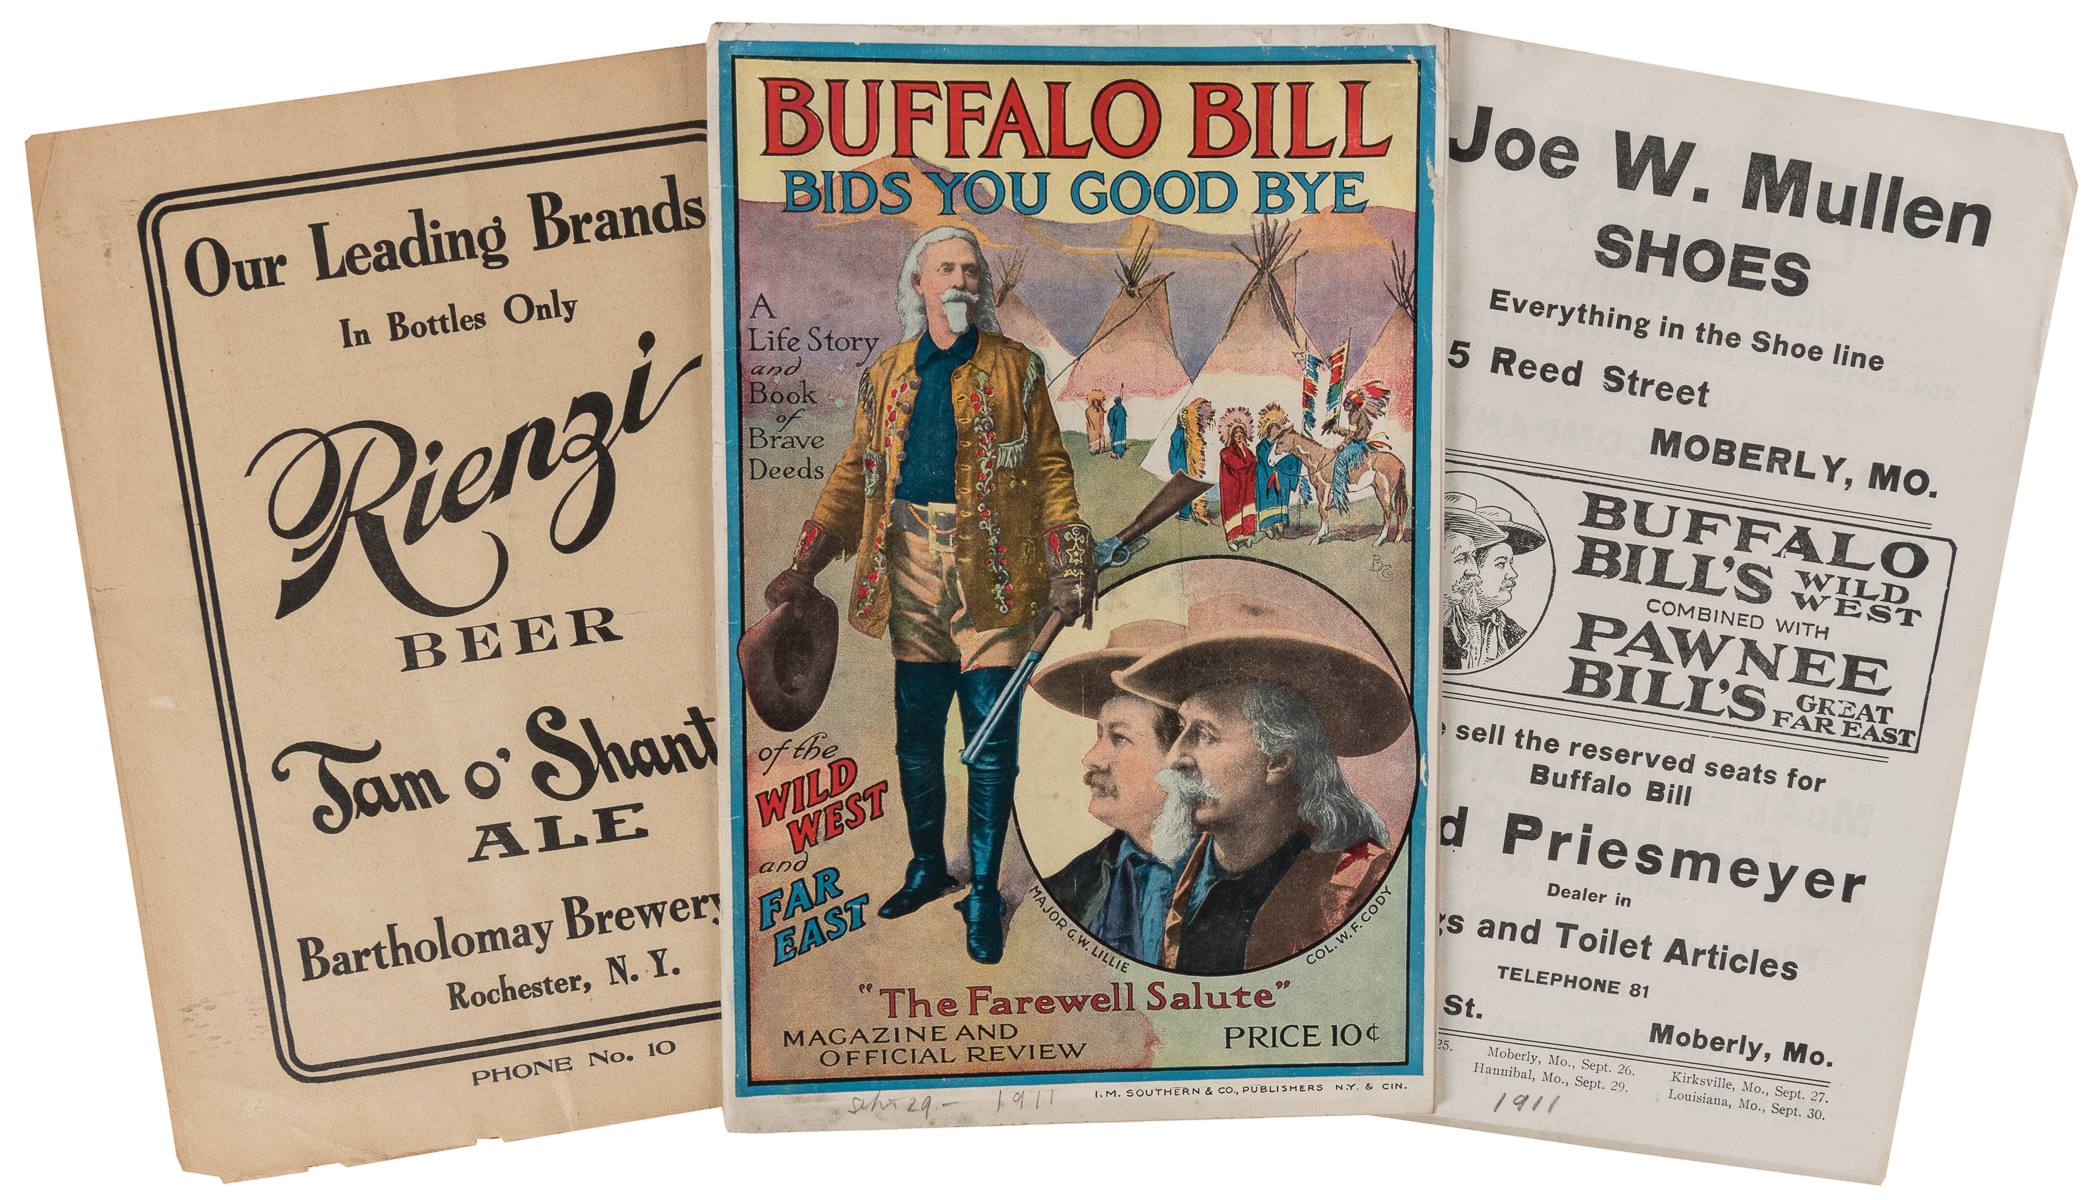 Our Leading Brands
In Bottles Only
Rienzi
BEER
Tam o' Shant
ALE
Bartholomay Brewery
Rochester, N. Y.
PHONE No. 10
BUFFALO BILL
BIDS YOU GOOD BYE
A
Life Story
and
Book
of
Brave
Deeds
of the
WILD
WEST
and
FAR
EAST
MAJOR G. W. LILLIE
COL. W. F. CODY
"The Farewell Salute"
MAGAZINE AND
OFFICIAL REVIEW
PRICE 10¢
I. M. SOUTHERN & CO., PUBLISHERS N.Y. & CIN.
29 - 1911
Joe W. Mullen
SHOES
Everything in the Shoe line
5 Reed Street
MOBERLY, MO.
BUFFALO
BILL'S WILD WEST
COMBINED WITH
PAWNEE
BILL'S GREAT FAR EAST
sell the reserved seats for
Buffalo Bill
d Priesmeyer
Dealer in
gs and Toilet Articles
TELEPHONE 81
St.
Moberly, Mo.
25. Moberly, Mo., Sept. 26. Kirksville, Mo., Sept. 27.
Hannibal, Mo., Sept. 29. Louisiana, Mo., Sept. 30.
1911